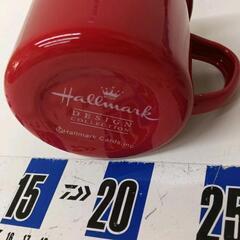 Hallmark
DESIGN
COLLECTION
©Hallmark Cards, Inc.
15 20 25